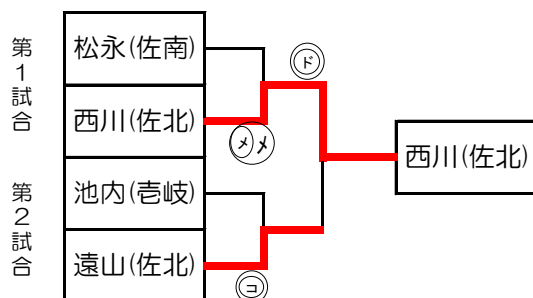 第1試合
松永(佐南)
西川(佐北)
メメ
ド
第2試合
池内(壱岐)
遠山(佐北)
コ
西川(佐北)